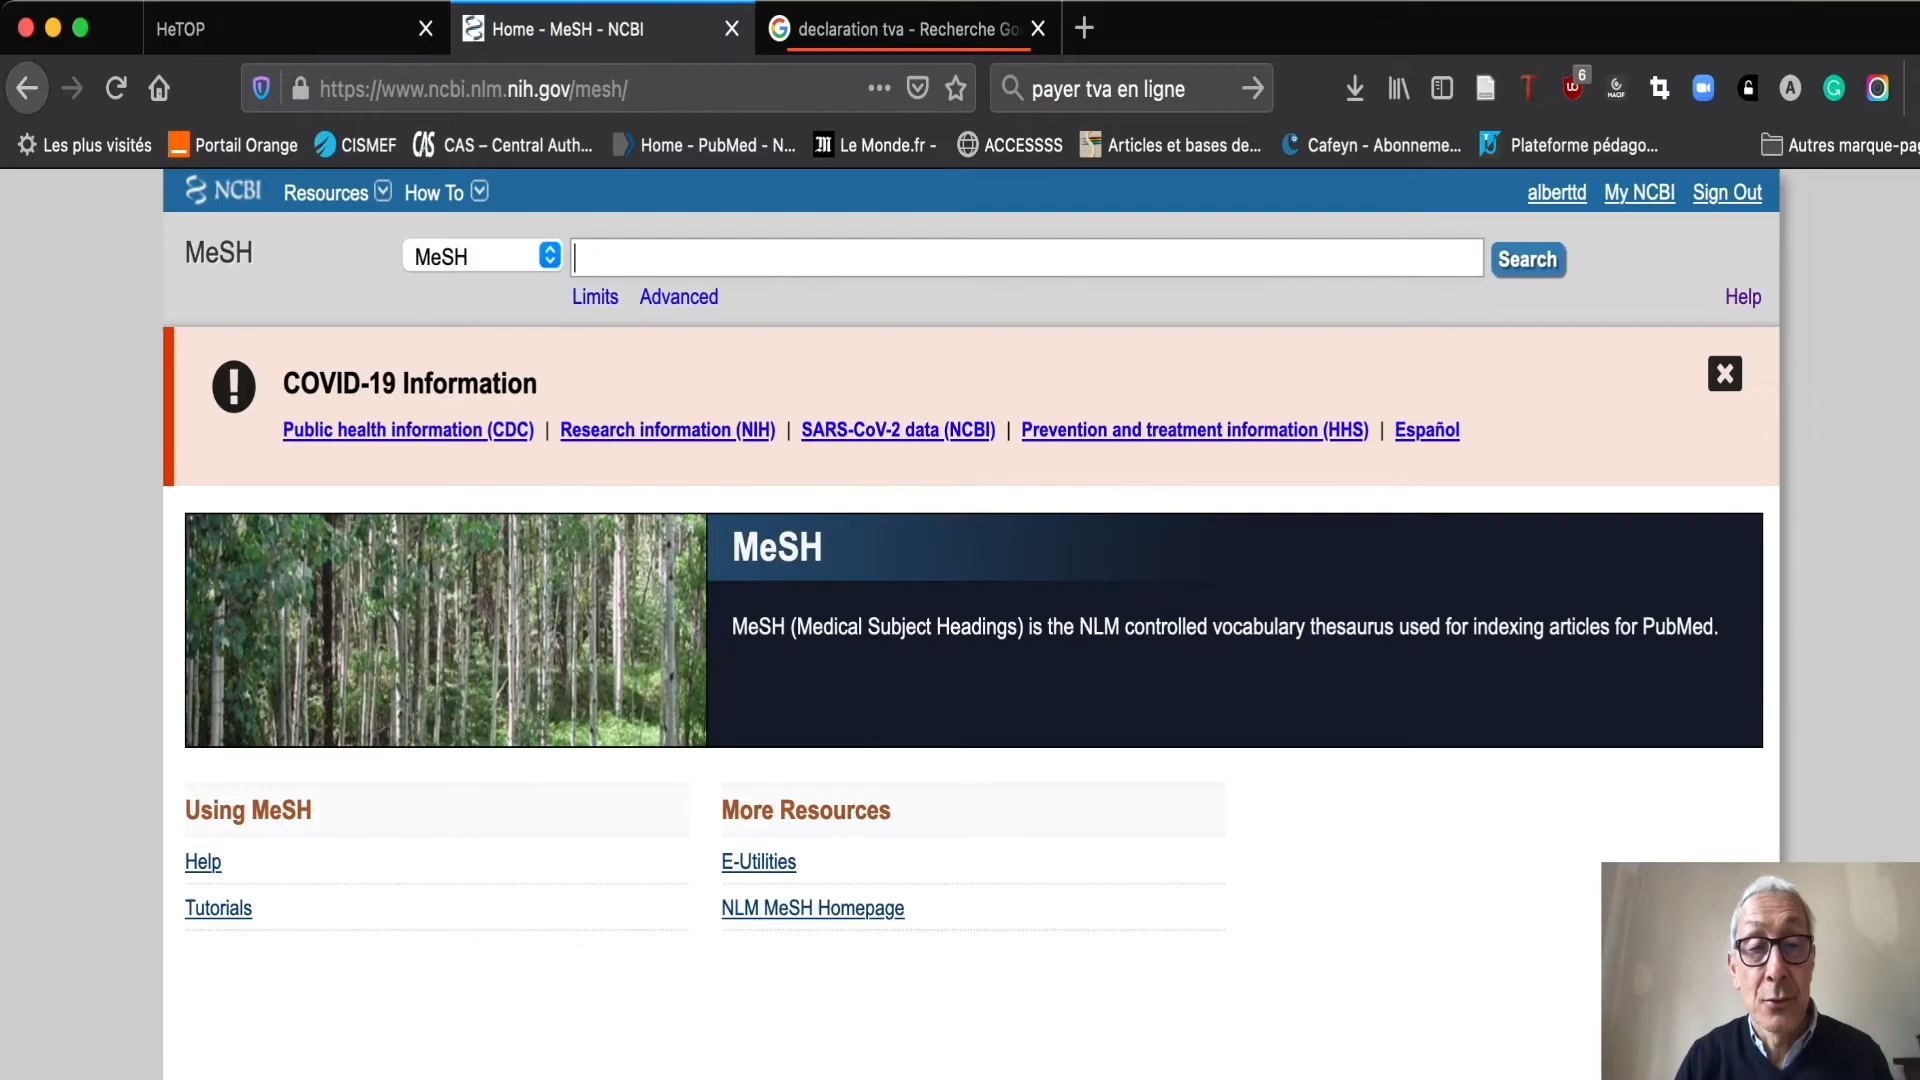 HeTOP
Home - MeSH - NCBI
declaration tva - Recherche Go
https://www.ncbi.nlm.nih.gov/mesh/
payer tva en ligne
6
MACIF
A
Les plus visités
Portail Orange
CISMEF
CAS – Central Auth...
Home - PubMed - N...
Le Monde.fr -
ACCESSSS
Articles et bases de...
Cafeyn - Abonneme...
Plateforme pédago...
Autres marque-pag
NCBI
Resources
How To
alberttd
My NCBI
Sign Out
MeSH
MeSH
Search
Limits
Advanced
Help
COVID-19 Information
Public health information (CDC) | Research information (NIH) | SARS-CoV-2 data (NCBI) | Prevention and treatment information (HHS) | Español
MeSH
MeSH (Medical Subject Headings) is the NLM controlled vocabulary thesaurus used for indexing articles for PubMed.
Using MeSH
More Resources
Help
E-Utilities
Tutorials
NLM MeSH Homepage